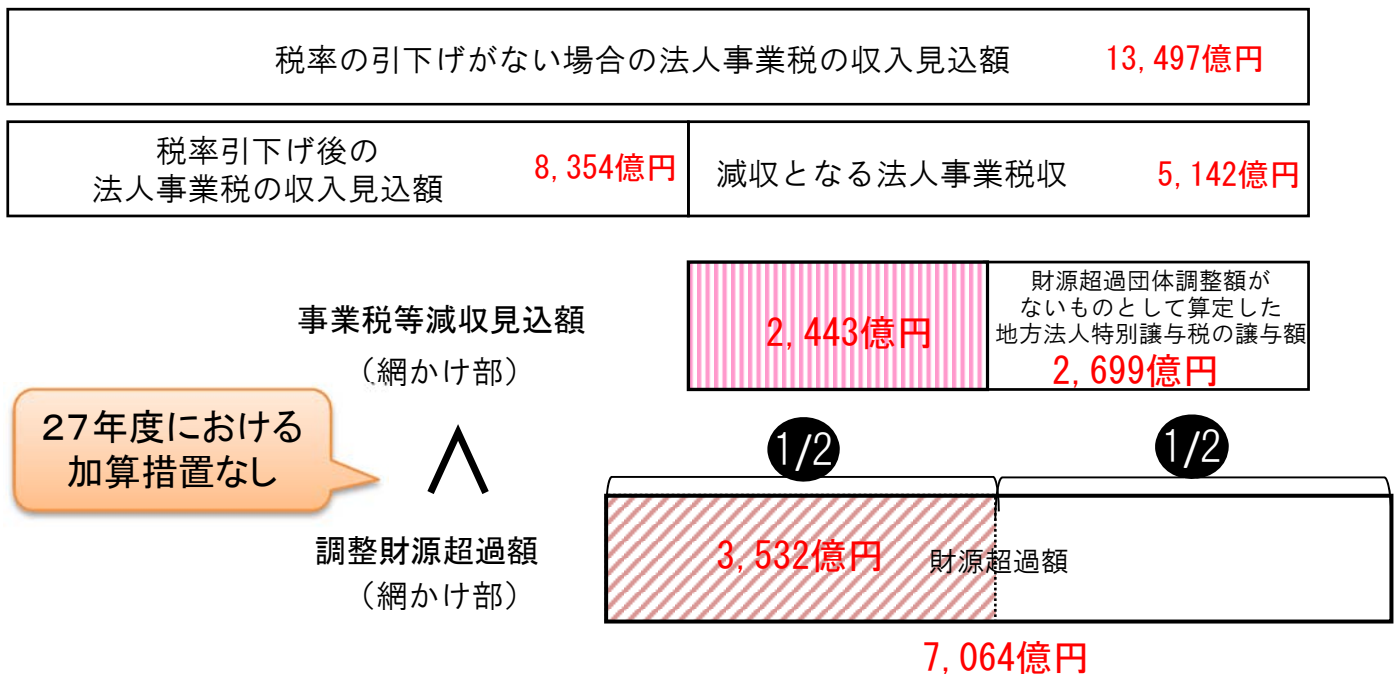 税率の引下げがない場合の法人事業税の収入見込額 13,497億円
税率引下げ後の
法人事業税の収入見込額 8,354億円
減収となる法人事業税収 5,142億円
事業税等減収見込額
（網かけ部）
2,443億円
財源超過団体調整額が
ないものとして算定した
地方法人特別譲与税の譲与額
2,699億円
27年度における
加算措置なし
∧
1/2
1/2
調整財源超過額
（網かけ部）
3,532億円
財源超過額
7,064億円